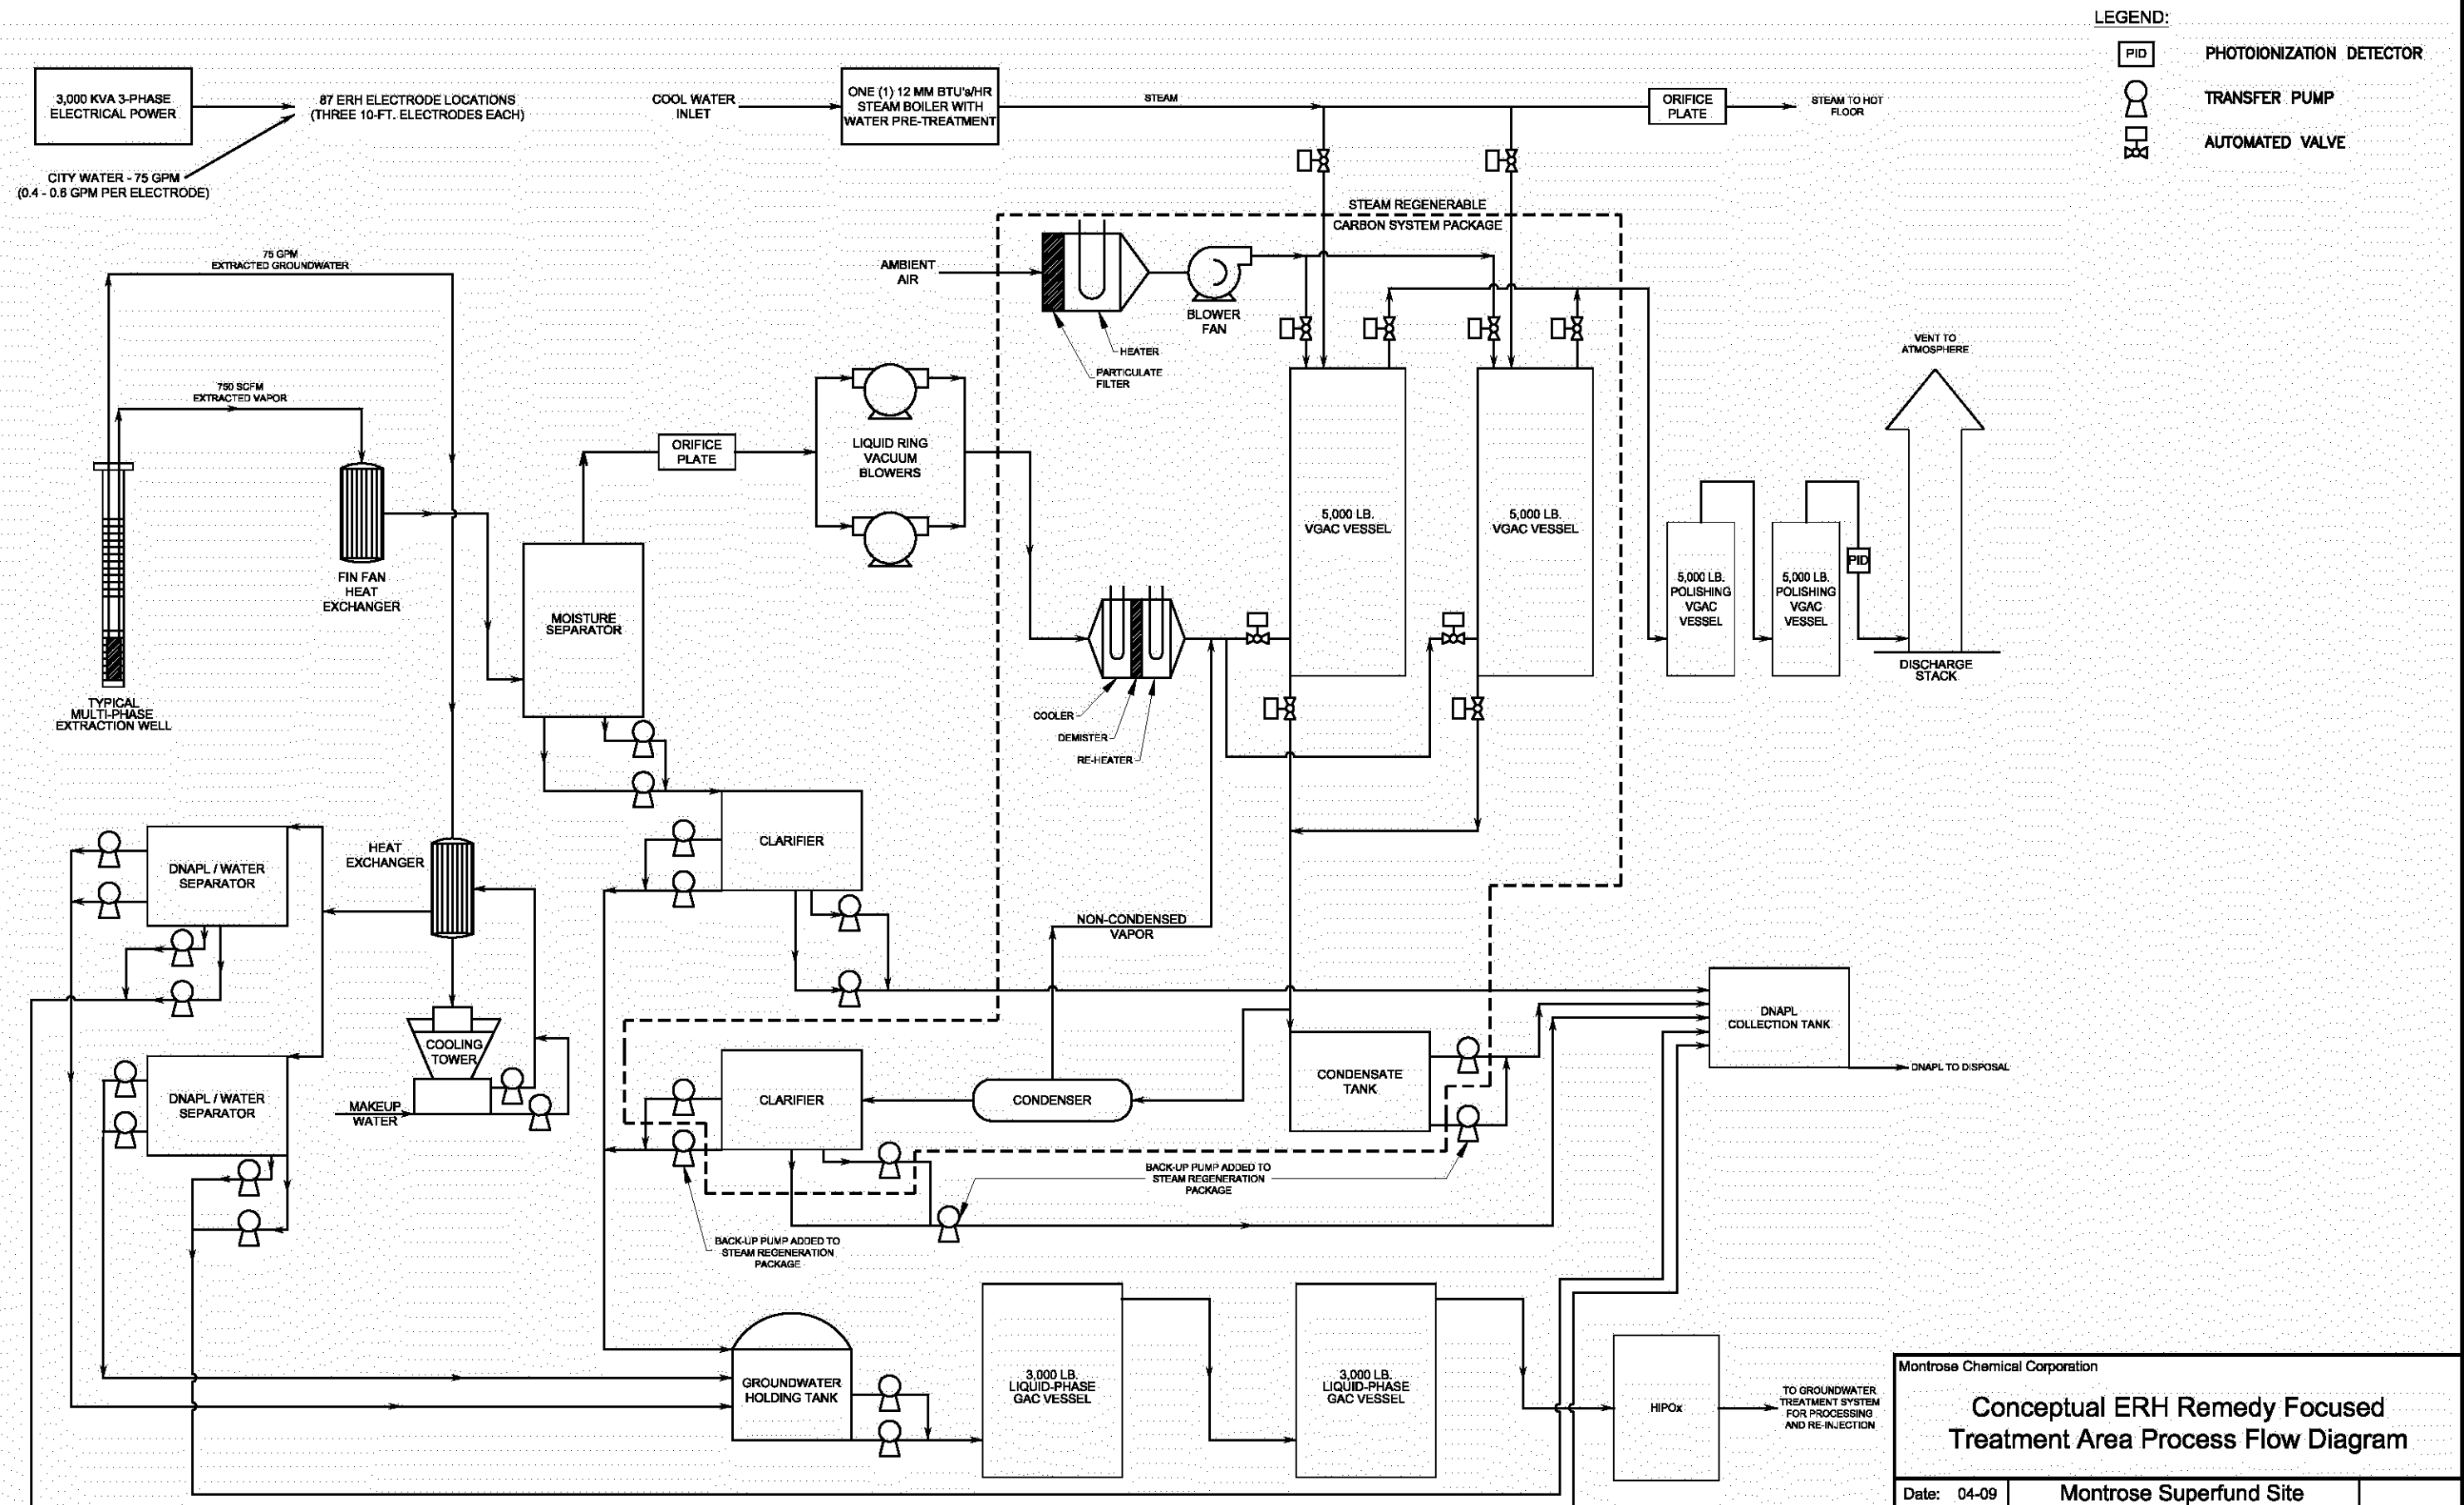 LEGEND:
PID
PHOTOIONIZATION DETECTOR
TRANSFER PUMP
AUTOMATED VALVE
3,000 KVA 3-PHASE
ELECTRICAL POWER
87 ERH ELECTRODE LOCATIONS
(THREE 10-FT. ELECTRODES EACH)
CITY WATER - 75 GPM
(0.4 - 0.6 GPM PER ELECTRODE)
COOL WATER
INLET
ONE (1) 12 MM BTU's/HR
STEAM BOILER WITH
WATER PRE-TREATMENT
STEAM
ORIFICE
PLATE
STEAM TO HOT
FLOOR
STEAM REGENERABLE
CARBON SYSTEM PACKAGE
75 GPM
EXTRACTED GROUNDWATER
750 SCFM
EXTRACTED VAPOR
AMBIENT
AIR
BLOWER
FAN
HEATER
PARTICULATE
FILTER
VENT TO
ATMOSPHERE
ORIFICE
PLATE
LIQUID RING
VACUUM
BLOWERS
5,000 LB.
VGAC VESSEL
5,000 LB.
VGAC VESSEL
FIN FAN
HEAT
EXCHANGER
MOISTURE
SEPARATOR
5,000 LB.
POLISHING
VGAC
VESSEL
5,000 LB.
POLISHING
VGAC
VESSEL
PID
DISCHARGE
STACK
TYPICAL
MULTI-PHASE
EXTRACTION WELL
COOLER
DEMISTER
RE-HEATER
CLARIFIER
HEAT
EXCHANGER
DNAPL / WATER
SEPARATOR
NON-CONDENSED
VAPOR
COOLING
TOWER
DNAPL
COLLECTION TANK
DNAPL TO DISPOSAL
CONDENSATE
TANK
CONDENSER
CLARIFIER
DNAPL / WATER
SEPARATOR
MAKEUP
WATER
BACK-UP PUMP ADDED TO
STEAM REGENERATION
PACKAGE
BACK-UP PUMP ADDED TO
STEAM REGENERATION
PACKAGE
GROUNDWATER
HOLDING TANK
3,000 LB.
LIQUID-PHASE
GAC VESSEL
3,000 LB.
LIQUID-PHASE
GAC VESSEL
HIPOx
TO GROUNDWATER
TREATMENT SYSTEM
FOR PROCESSING
AND RE-INJECTION
Montrose Chemical Corporation
Conceptual ERH Remedy Focused
Treatment Area Process Flow Diagram
Date: 04-09
Montrose Superfund Site